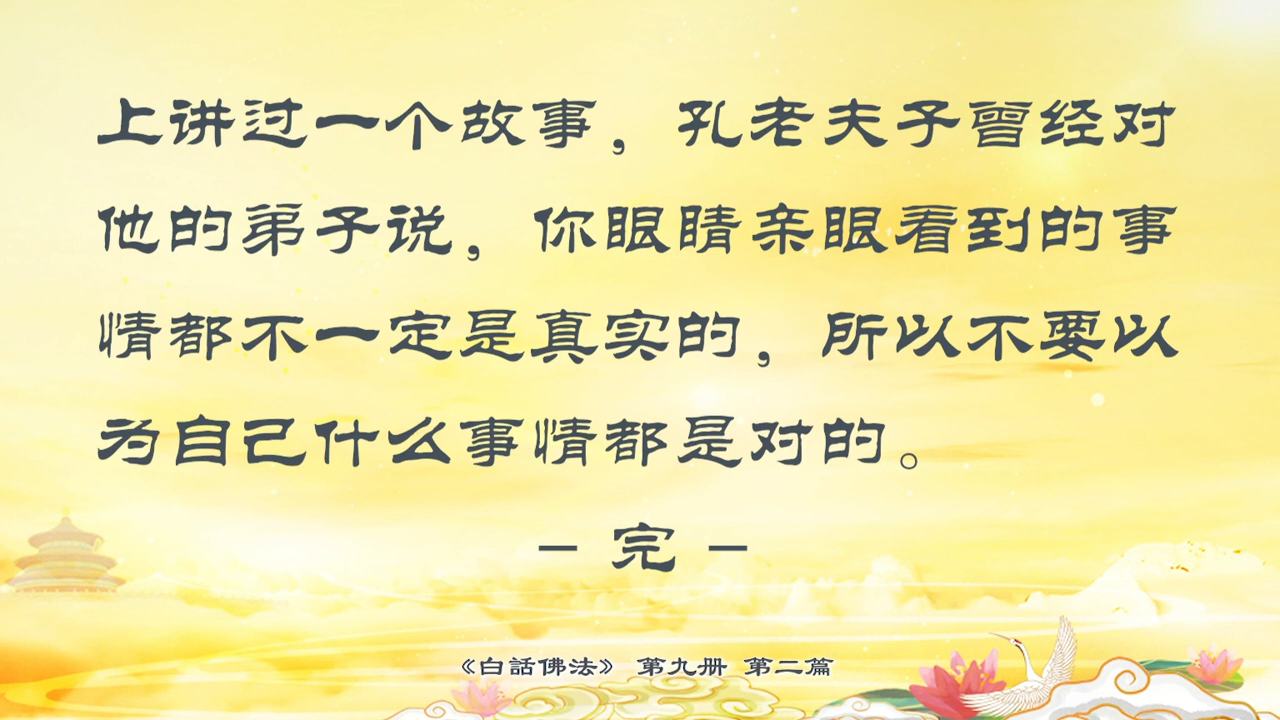 上讲过一个故事，孔老夫子曾经对
他的弟子说，你眼睛亲眼看到的事
情都不一定是真实的，所以不要以
为自己什么事情都是对的。
– 完 –
《白話佛法》 第九册 第二篇